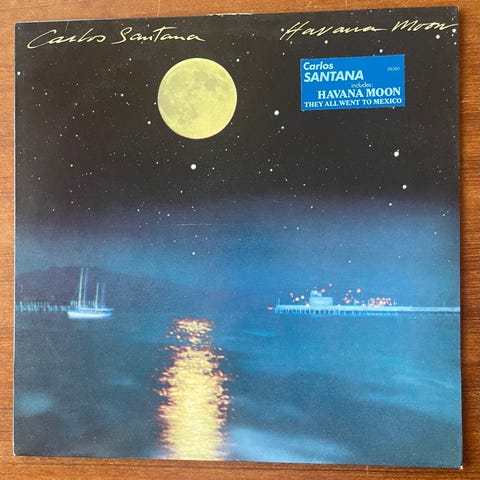 Carlos Santana
Havana Moon
Carlos
SANTANA
includes:
HAVANA MOON
THEY ALL WENT TO MEXICO